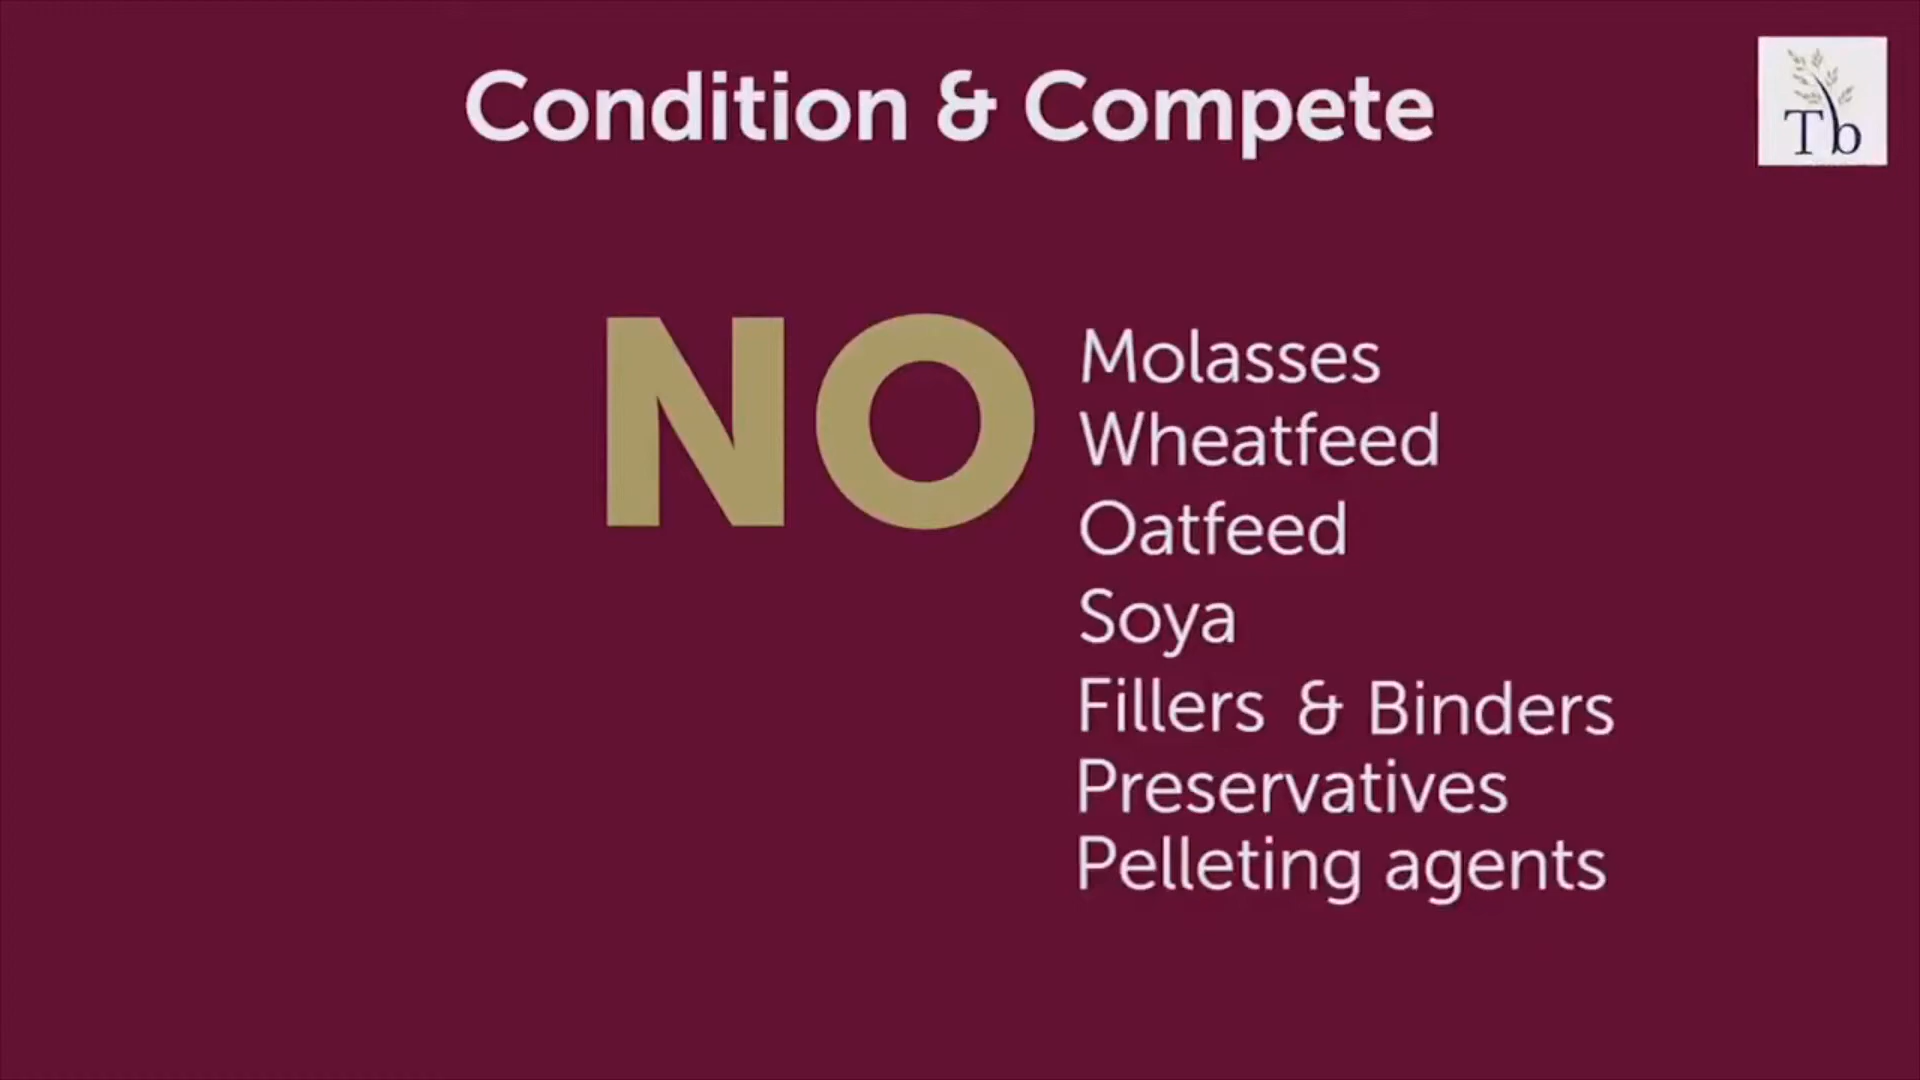 Condition & Compete
Tb
NO
Molasses
Wheatfeed
Oatfeed
Soya
Fillers & Binders
Preservatives
Pelleting agents